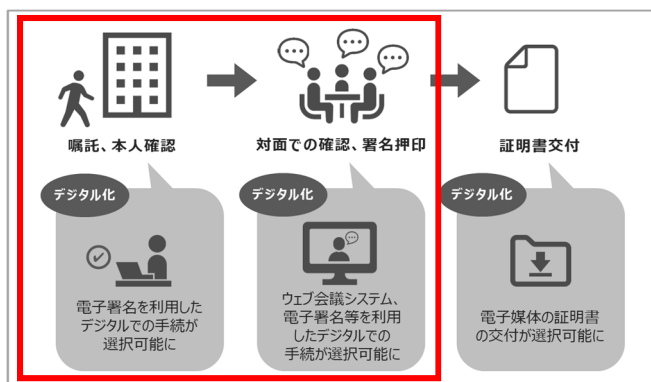 嘱託、本人確認
対面での確認、署名押印
証明書交付
デジタル化
電子署名を利用した
デジタルでの手続が
選択可能に
デジタル化
ウェブ会議システム、
電子署名等を利用
したデジタルでの
手続が選択可能に
デジタル化
電子媒体の証明書
の交付が選択可能に